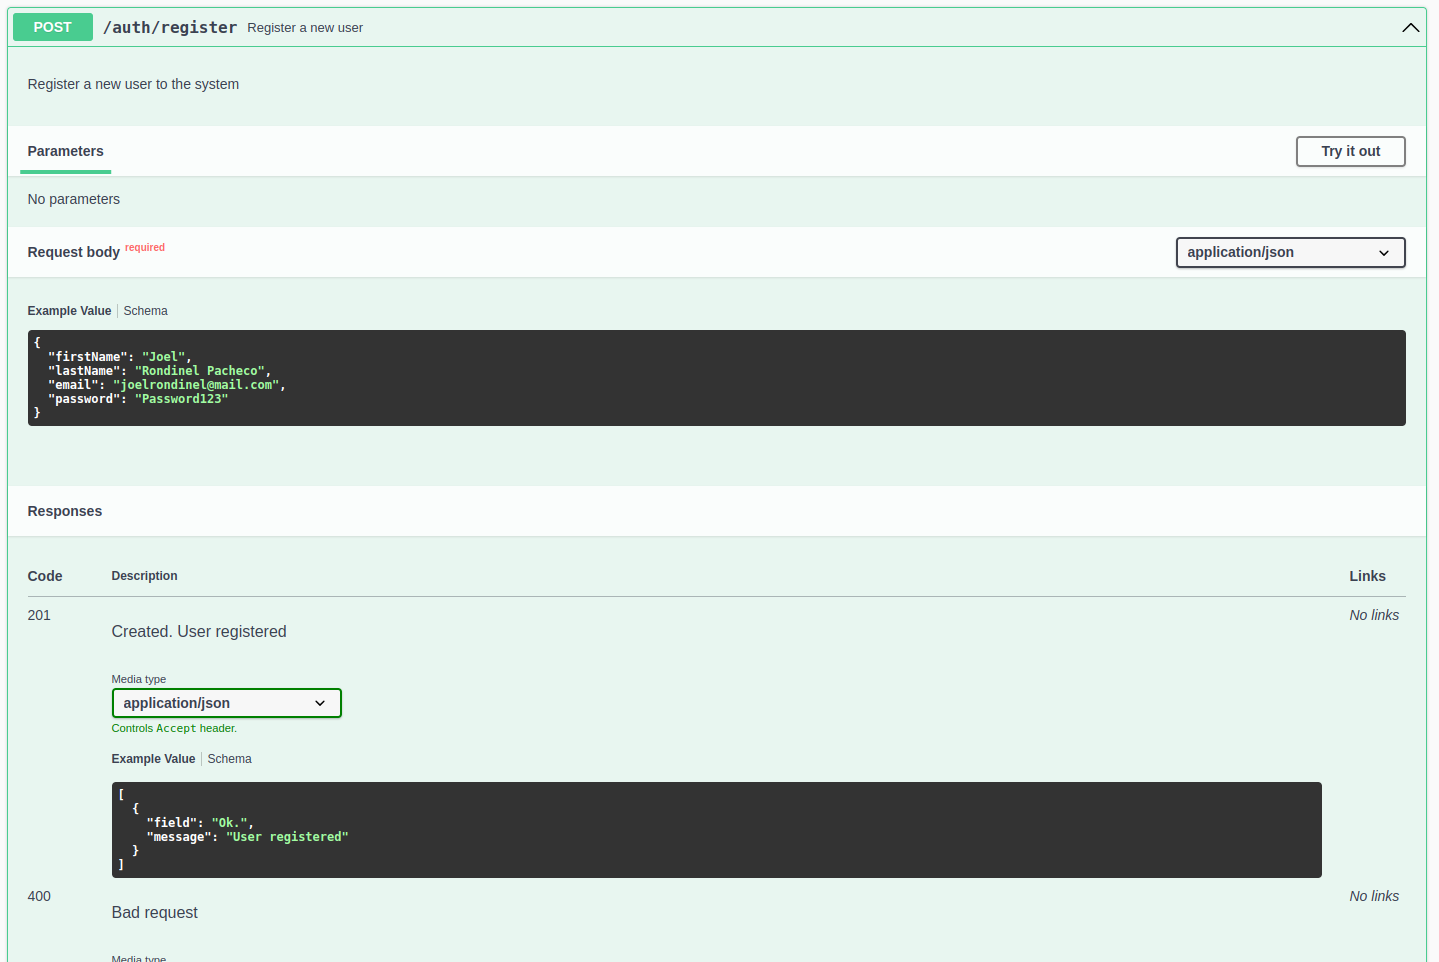 POST /auth/register Register a new user
Register a new user to the system
Parameters
Try it out
No parameters
Request body required
application/json
Example Value Schema
{
"firstName": "Joel",
"lastName": "Rondinel Pacheco",
"email": "joelrondinel@mail.com",
"password": "Password123"
}
Responses
Code Description Links
201 No links
Created. User registered
Media type
application/json
Controls Accept header.
Example Value Schema
[
{
"field": "Ok.",
"message": "User registered"
}
]
400 No links
Bad request
Media type